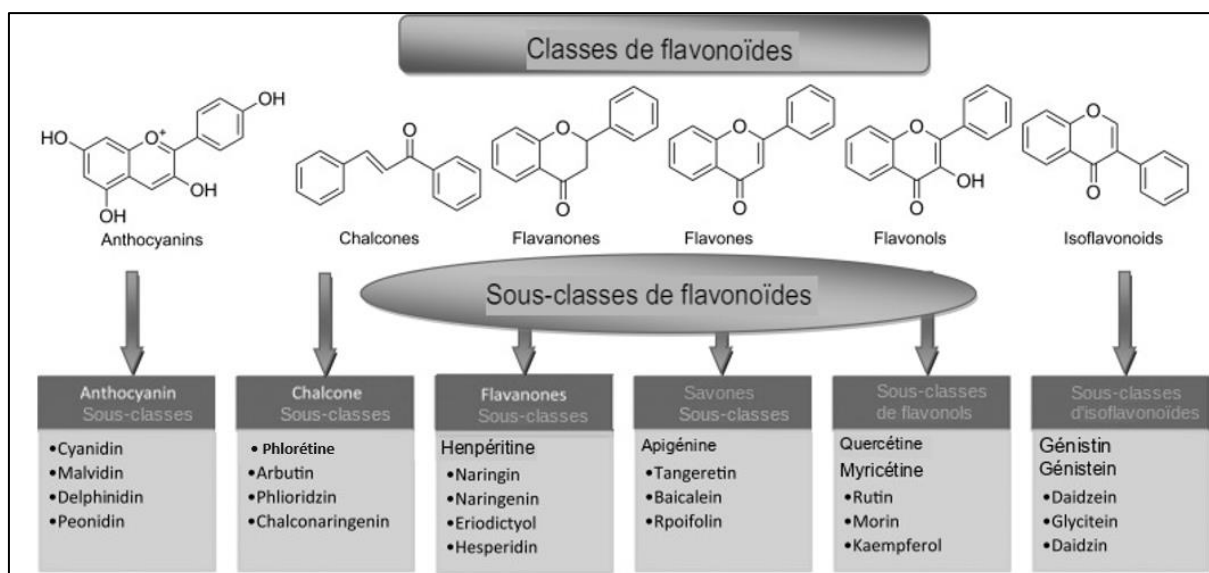 Classes de flavonoïdes
OH
HO
O+
OH
OH
Anthocyanins
O
Chalcones
O
O
Flavanones
O
O
Flavones
O
OH
O
Flavonols
O
O
Isoflavonoids
Sous-classes de flavonoïdes
Anthocyanin
Sous-classes
•Cyanidin
•Malvidin
•Delphinidin
•Peonidin
Chalcone
Sous-classes
• Phlorétine
•Arbutin
•Phlioridzin
•Chalconaringenin
Flavanones
Sous-classes
Henpéritine
•Naringin
•Naringenin
•Eriodictyol
•Hesperidin
Savones
Sous-classes
Apigénine
•Tangeretin
•Baicalein
•Rpoifolin
Sous-classes
de flavonols
Quercétine
Myricétine
•Rutin
•Morin
•Kaempferol
Sous-classes
d'isoflavonoïdes
Génistin
Génistein
•Daidzein
•Glycitein
•Daidzin